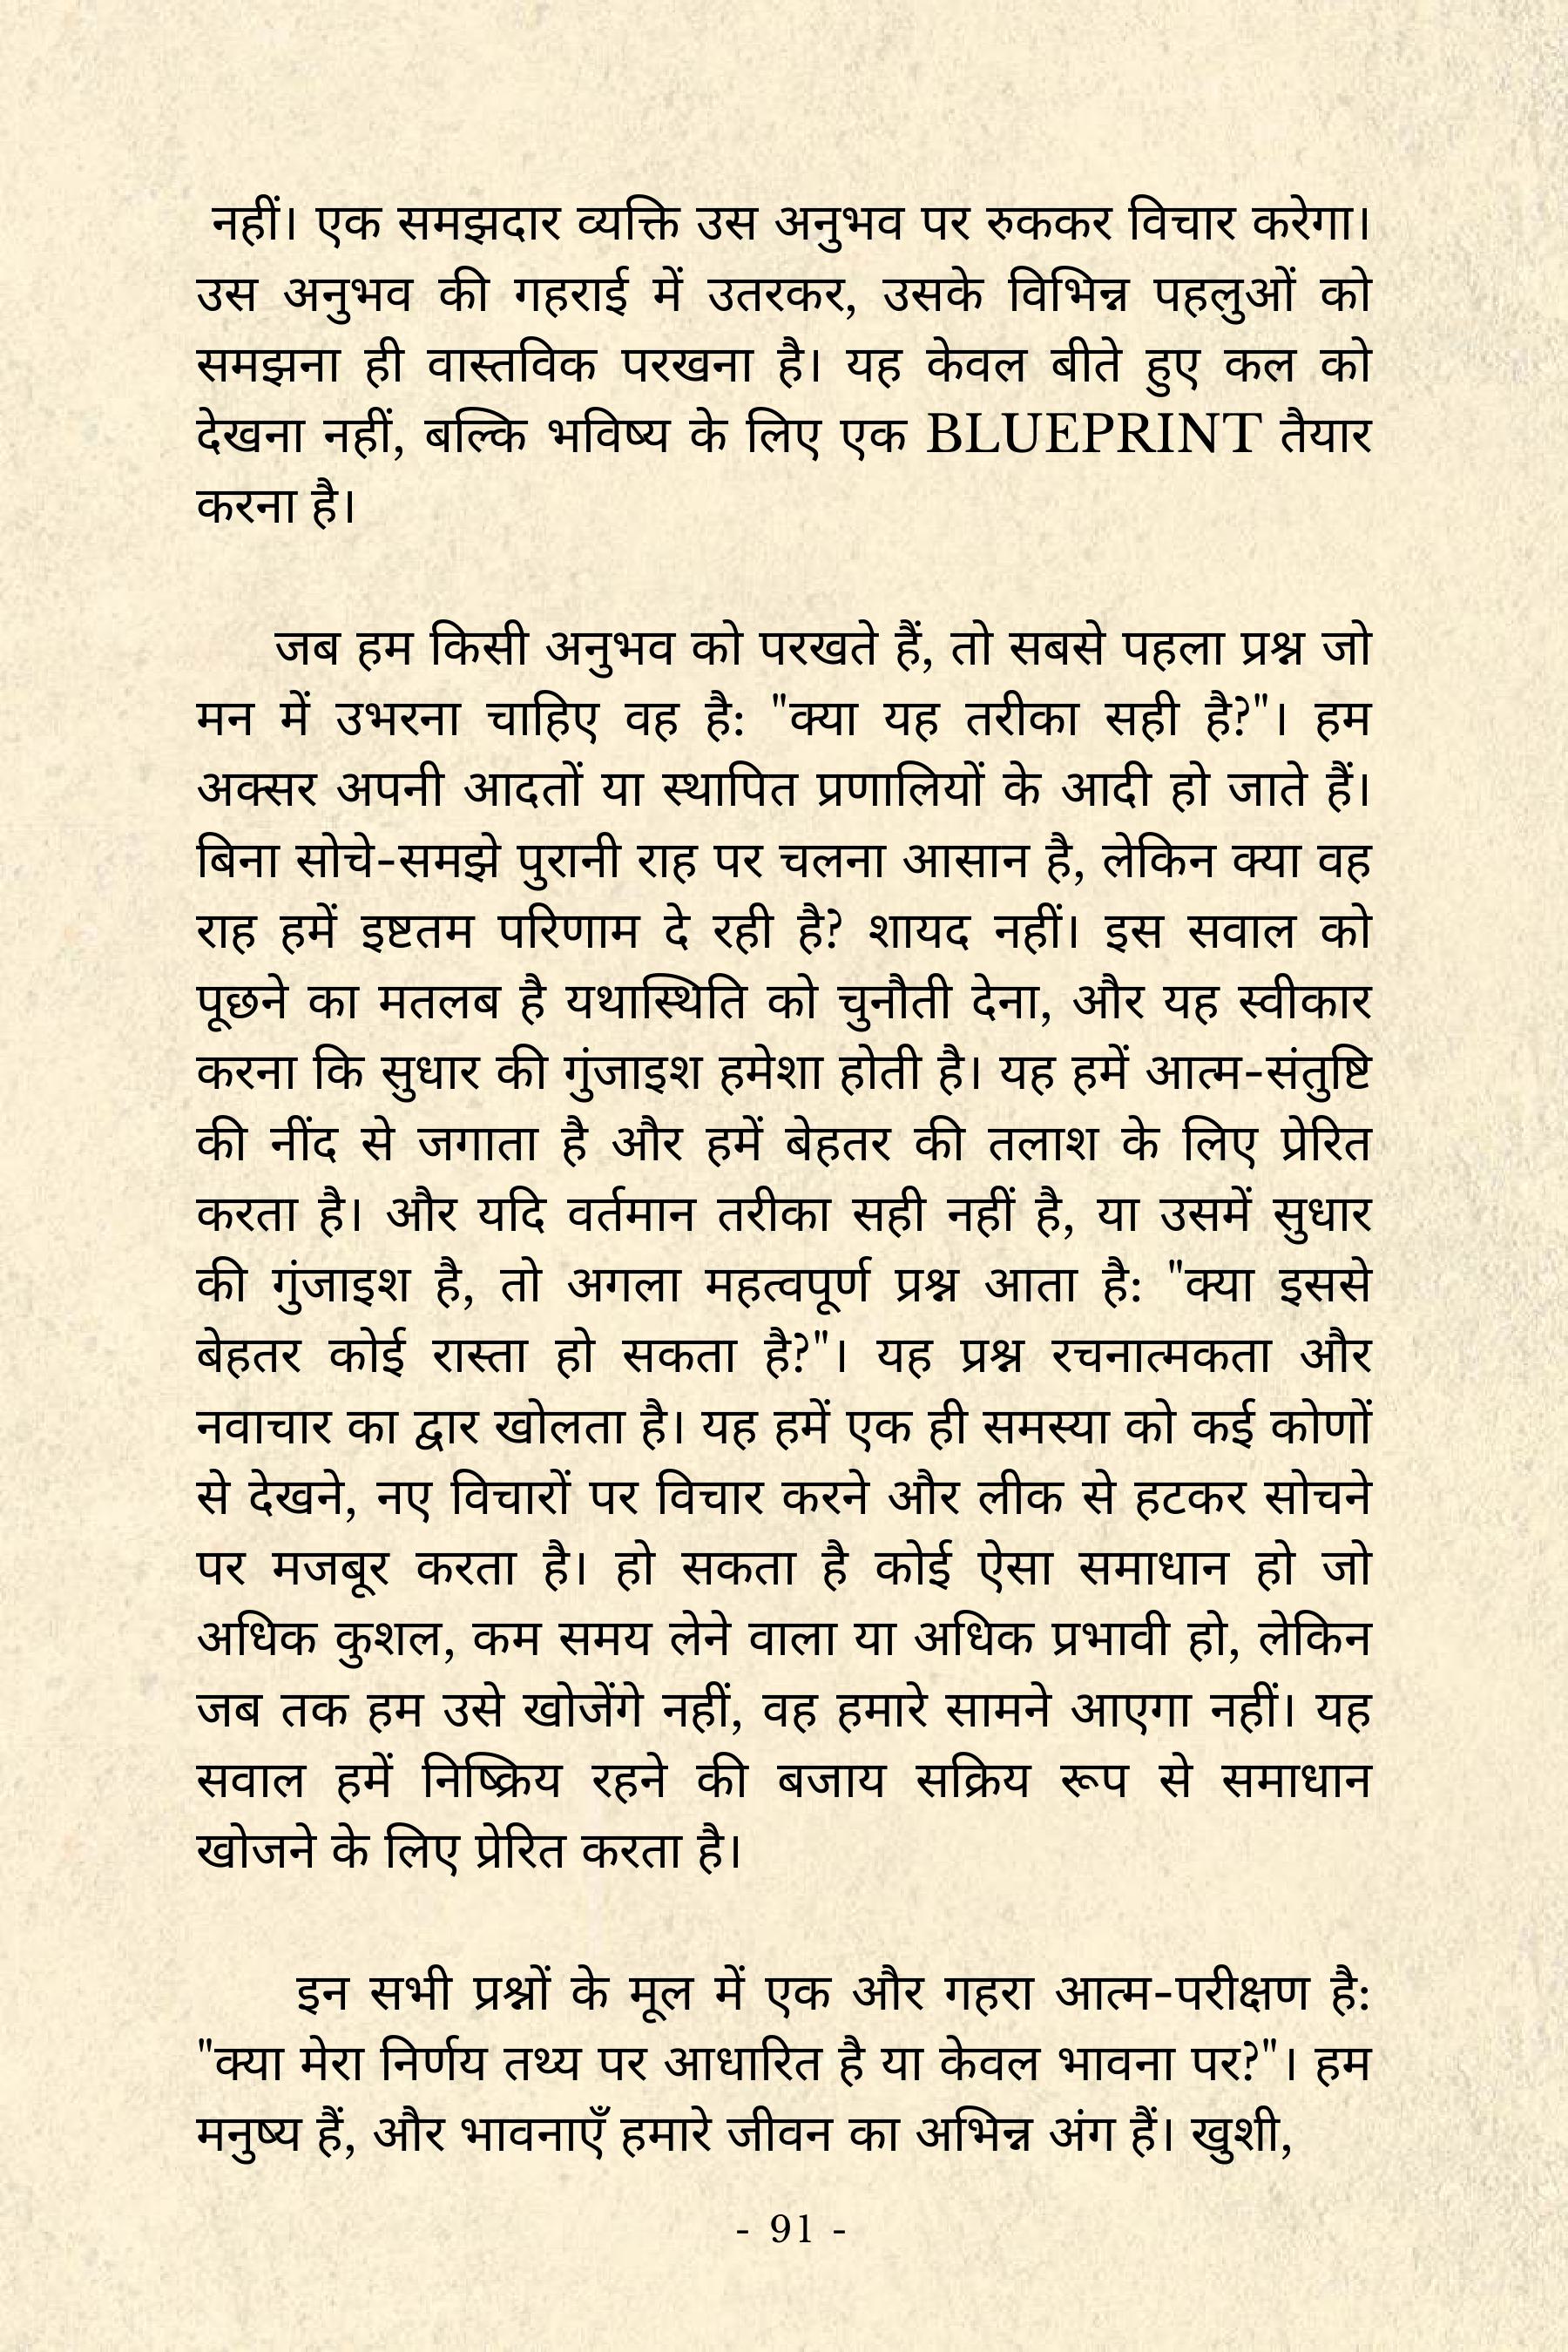 नहीं। एक समझदार व्यक्ति उस अनुभव पर रुककर विचार करेगा।
उस अनुभव की गहराई में उतरकर, उसके विभिन्न पहलुओं को
समझना ही वास्तविक परखना है। यह केवल बीते हुए कल को
देखना नहीं, बल्कि भविष्य के लिए एक BLUEPRINT तैयार
करना है।
जब हम किसी अनुभव को परखते हैं, तो सबसे पहला प्रश्न जो
मन में उभरना चाहिए वह है: "क्या यह तरीका सही है?"। हम
अक्सर अपनी आदतों या स्थापित प्रणालियों के आदी हो जाते हैं।
बिना सोचे-समझे पुरानी राह पर चलना आसान है, लेकिन क्या वह
राह हमें इष्टतम परिणाम दे रही है? शायद नहीं। इस सवाल को
पूछने का मतलब है यथास्थिति को चुनौती देना, और यह स्वीकार
करना कि सुधार की गुंजाइश हमेशा होती है। यह हमें आत्म-संतुष्टि
की नींद से जगाता है और हमें बेहतर की तलाश के लिए प्रेरित
करता है। और यदि वर्तमान तरीका सही नहीं है, या उसमें सुधार
की गुंजाइश है, तो अगला महत्वपूर्ण प्रश्न आता है: "क्या इससे
बेहतर कोई रास्ता हो सकता है?"। यह प्रश्न रचनात्मकता और
नवाचार का द्वार खोलता है। यह हमें एक ही समस्या को कई कोणों
से देखने, नए विचारों पर विचार करने और लीक से हटकर सोचने
पर मजबूर करता है। हो सकता है कोई ऐसा समाधान हो जो
अधिक कुशल, कम समय लेने वाला या अधिक प्रभावी हो, लेकिन
जब तक हम उसे खोजेंगे नहीं, वह हमारे सामने आएगा नहीं। यह
सवाल हमें निष्क्रिय रहने की बजाय सक्रिय रूप से समाधान
खोजने के लिए प्रेरित करता है।
इन सभी प्रश्नों के मूल में एक और गहरा आत्म-परीक्षण है:
"क्या मेरा निर्णय तथ्य पर आधारित है या केवल भावना पर?"। हम
मनुष्य हैं, और भावनाएँ हमारे जीवन का अभिन्न अंग हैं। खुशी,
- 91 -